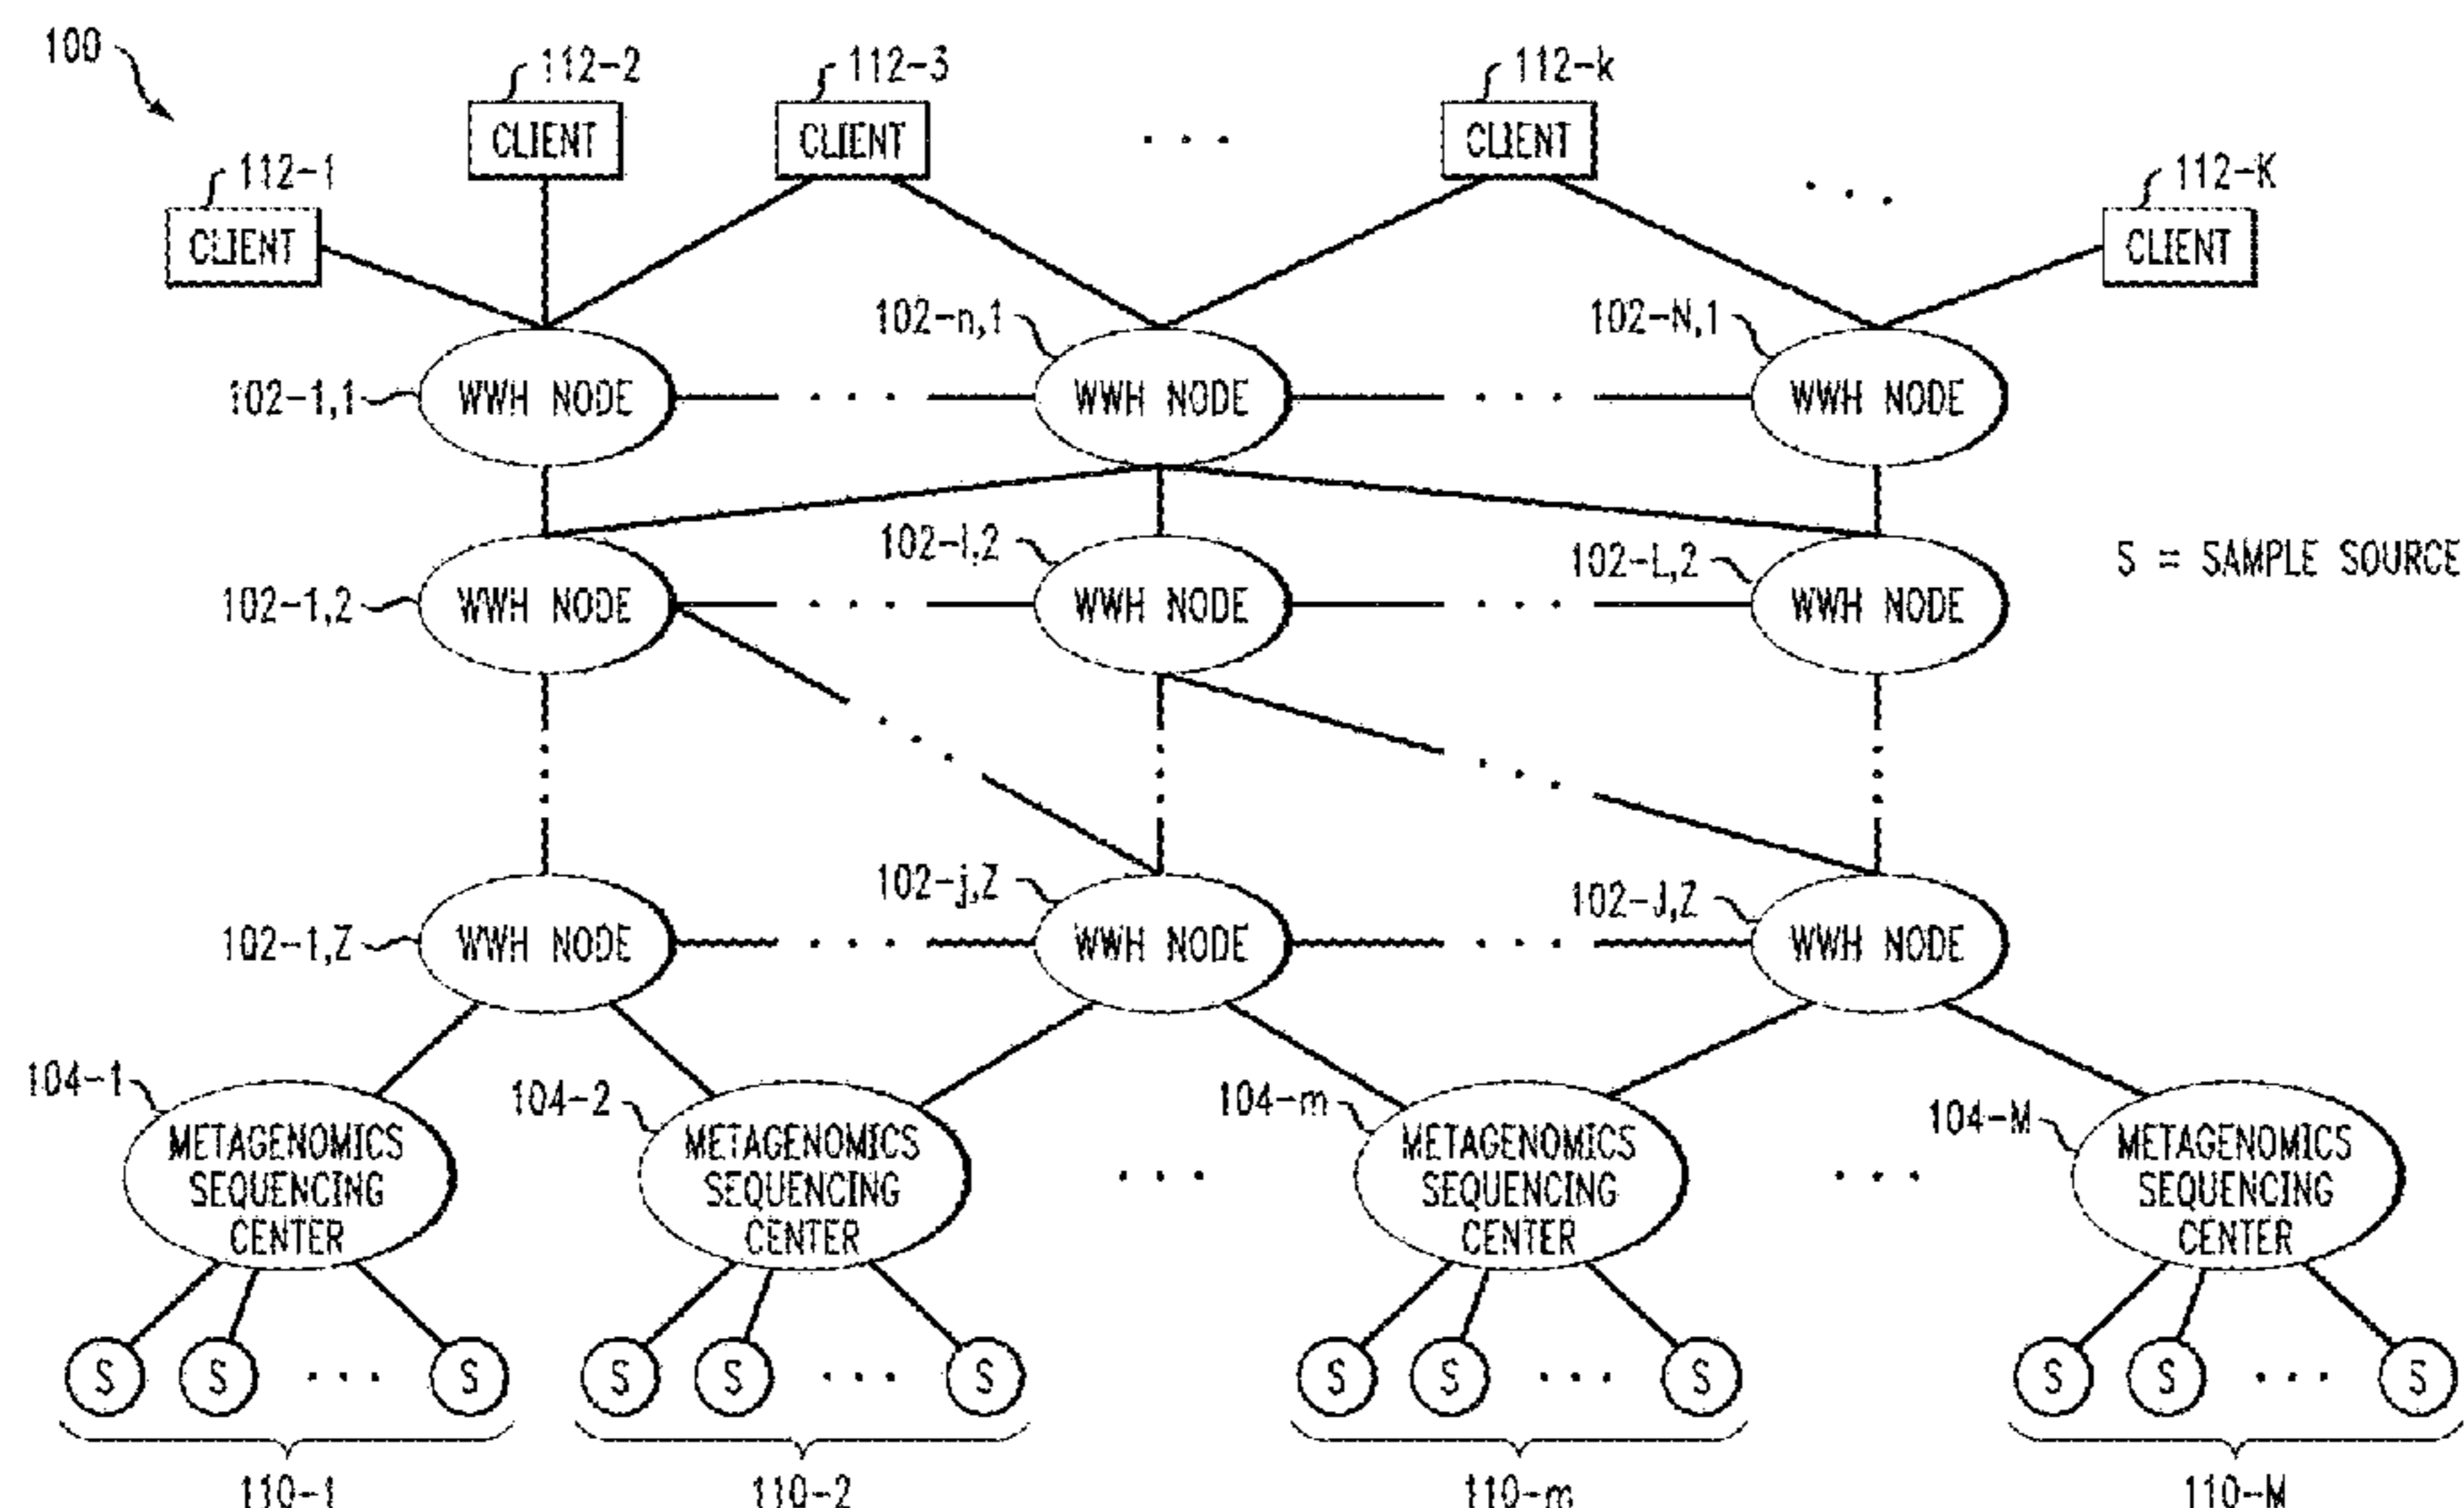 100
112-2
112-3
112-k
CLIENT
CLIENT
CLIENT
112-1
112-K
CLIENT
CLIENT
102-n,1
102-N,1
102-1,1
WWH NODE
WWH NODE
WWH NODE
102-l,2
102-L,2
S = SAMPLE SOURCE
102-1,2
WWH NODE
WWH NODE
WWH NODE
102-j,Z
102-J,Z
102-1,Z
WWH NODE
WWH NODE
WWH NODE
104-1
104-2
104-m
104-M
METAGENOMICS
SEQUENCING
CENTER
METAGENOMICS
SEQUENCING
CENTER
METAGENOMICS
SEQUENCING
CENTER
METAGENOMICS
SEQUENCING
CENTER
S S ... S
S S ... S
S S ... S
S S ... S
110-1
110-2
110-m
110-M